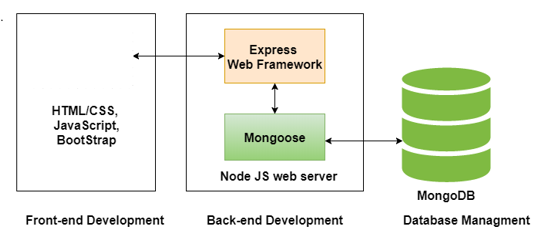 Express
Web Framework
HTML/CSS,
JavaScript,
BootStrap
Mongoose
Node JS web server
MongoDB
Front-end Development
Back-end Development
Database Managment